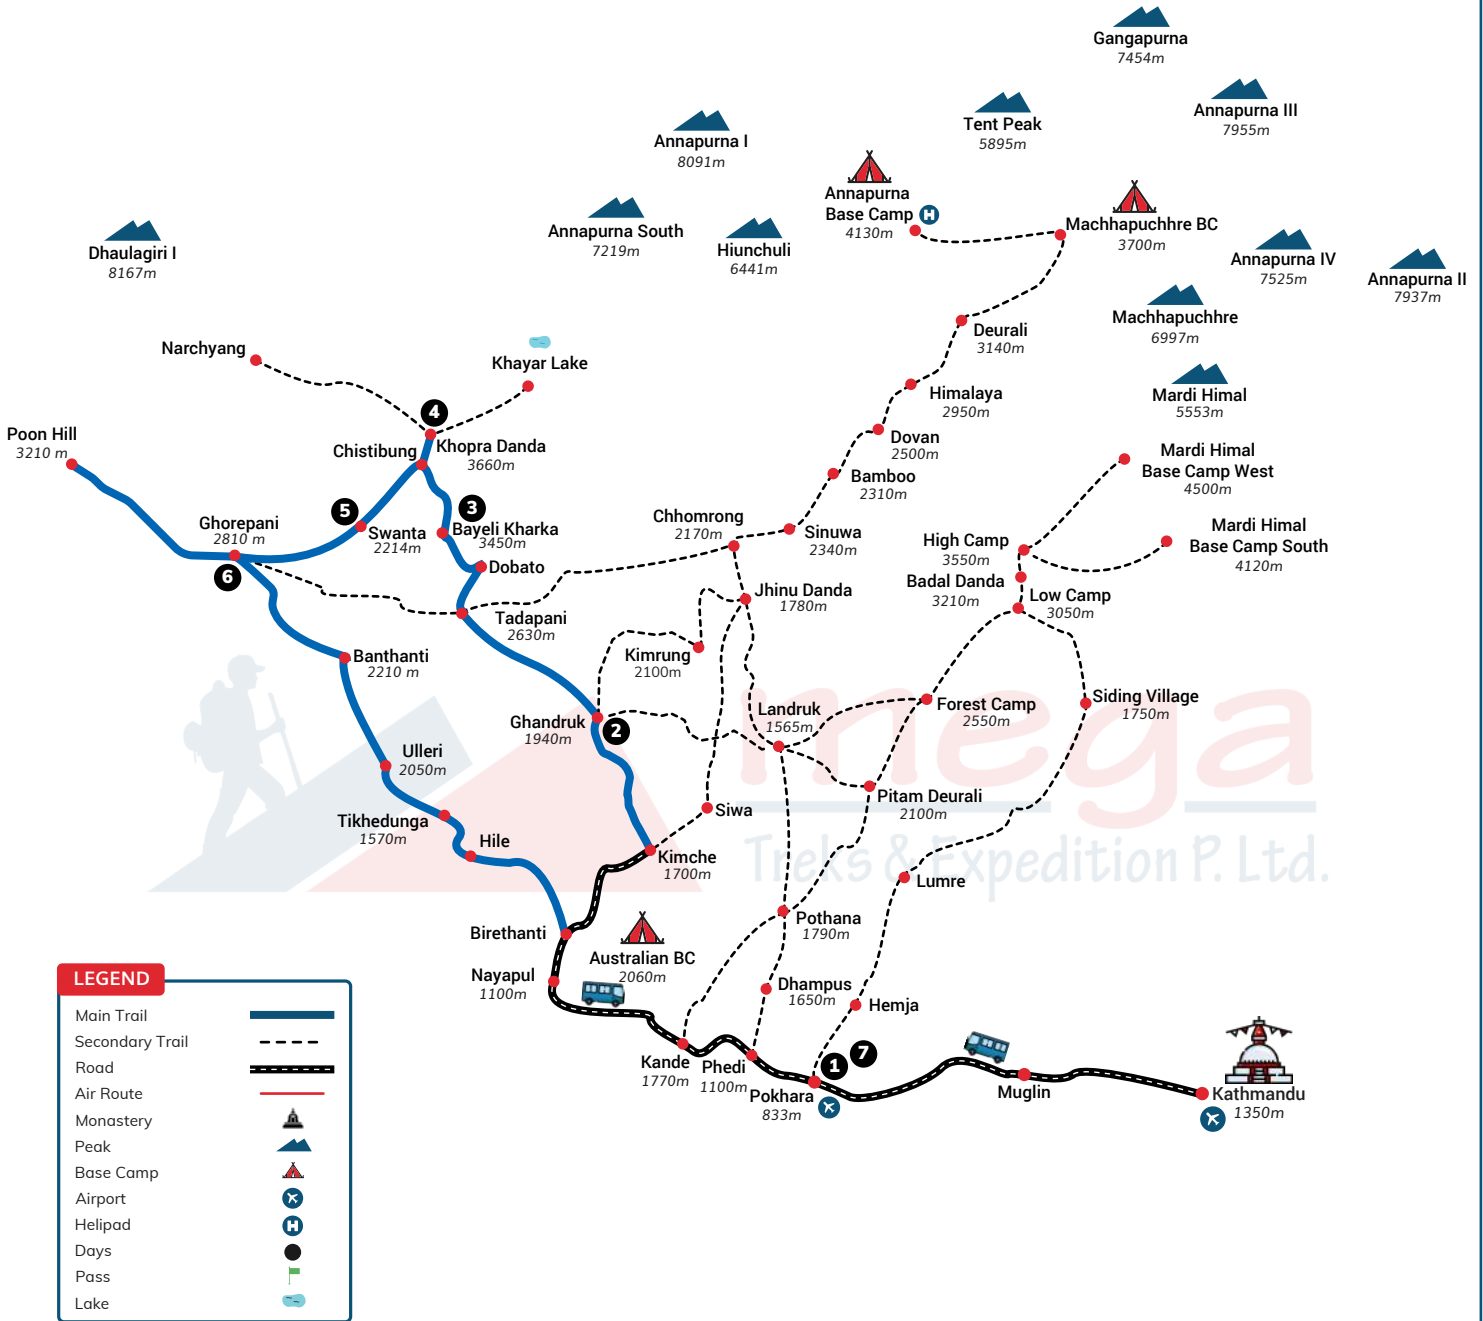 Gangapurna
7454m
Annapurna III
7955m
Tent Peak
5895m
Annapurna I
8091m
Annapurna
Base Camp H
4130m
Machhapuchhre BC
3700m
Annapurna South
7219m
Hiunchuli
6441m
Dhaulagiri I
8167m
Annapurna IV
7525m
Annapurna II
7937m
Machhapuchhre
6997m
Deurali
3140m
Narchyang
Khayar Lake
Himalaya
2950m
Mardi Himal
5553m
4
Poon Hill
3210 m
Chistibung
Khopra Danda
3660m
Dovan
2500m
Mardi Himal
Base Camp West
4500m
Bamboo
2310m
5
3
Ghorepani
2810 m
Swanta
2214m
Bayeli Kharka
3450m
Chhomrong
2170m
Sinuwa
2340m
High Camp
3550m
Mardi Himal
Base Camp South
4120m
6
Dobato
Jhinu Danda
1780m
Badal Danda
3210m
Low Camp
3050m
Tadapani
2630m
Banthanti
2210 m
Kimrung
2100m
Ghandruk
1940m
2
Landruk
1565m
Forest Camp
2550m
Siding Village
1750m
mega
Treks & Expedition P. Ltd.
Ulleri
2050m
Pitam Deurali
2100m
Tikhedunga
1570m
Hile
Siwa
Kimche
1700m
Lumre
Birethanti
Pothana
1790m
Australian BC
2060m
Nayapul
1100m
Dhampus
1650m
Hemja
Kande
1770m
Phedi
1100m
1
7
Pokhara
833m
Muglin
Kathmandu
1350m
LEGEND
Main Trail
Secondary Trail
Road
Air Route
Monastery
Peak
Base Camp
Airport
Helipad H
Days
Pass
Lake